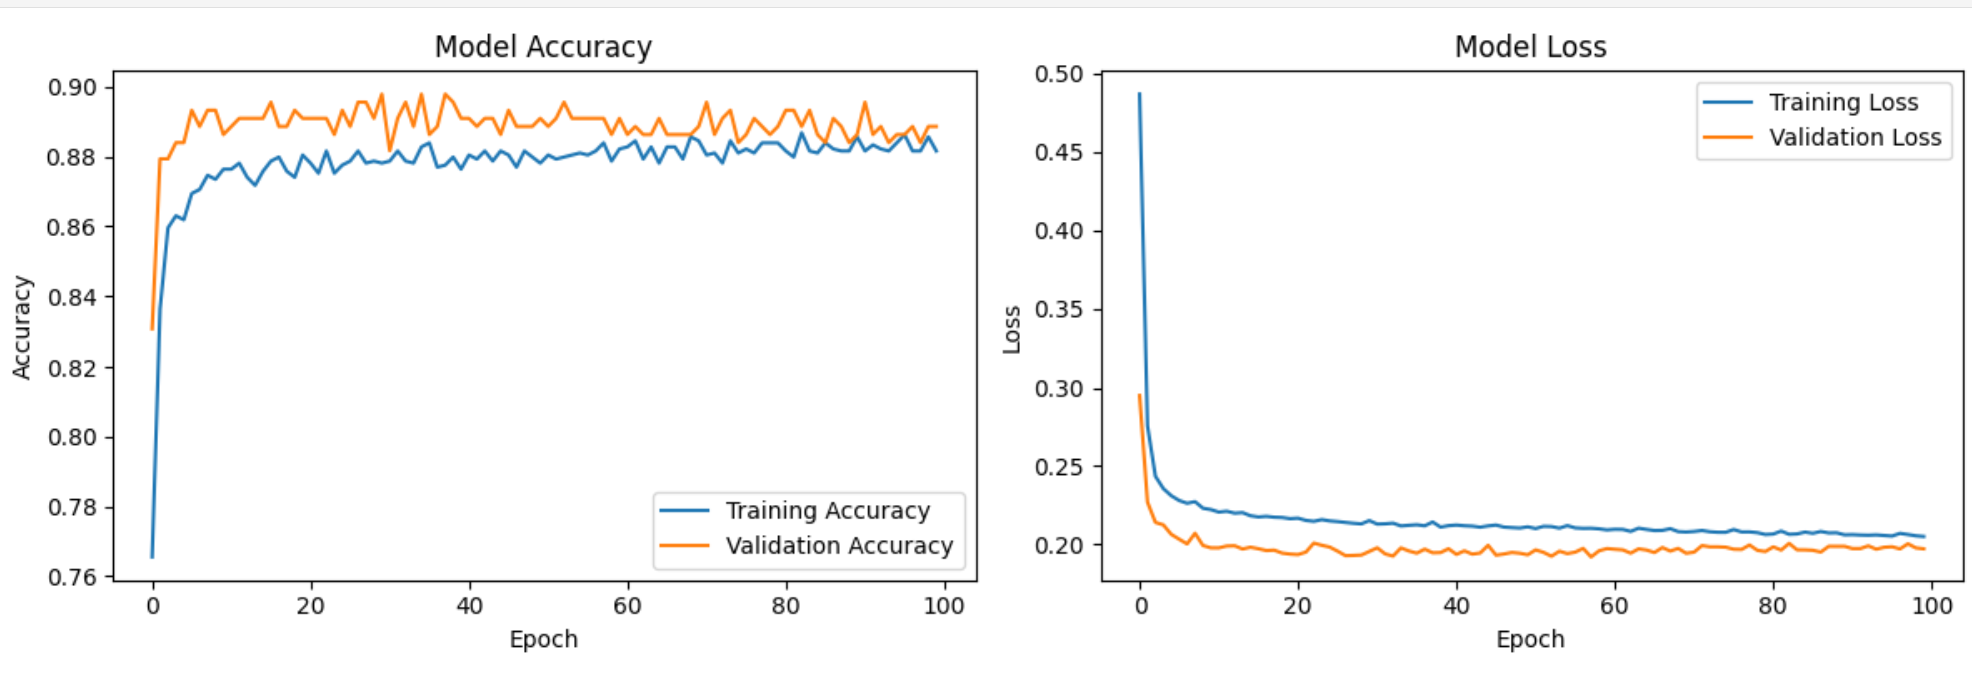 Model Accuracy
0.90
0.88
0.86
0.84
0.82
0.80
0.78
0.76
Accuracy
Training Accuracy
Validation Accuracy
0 20 40 60 80 100
Epoch
Model Loss
0.50
0.45
0.40
0.35
0.30
0.25
0.20
Loss
Training Loss
Validation Loss
0 20 40 60 80 100
Epoch